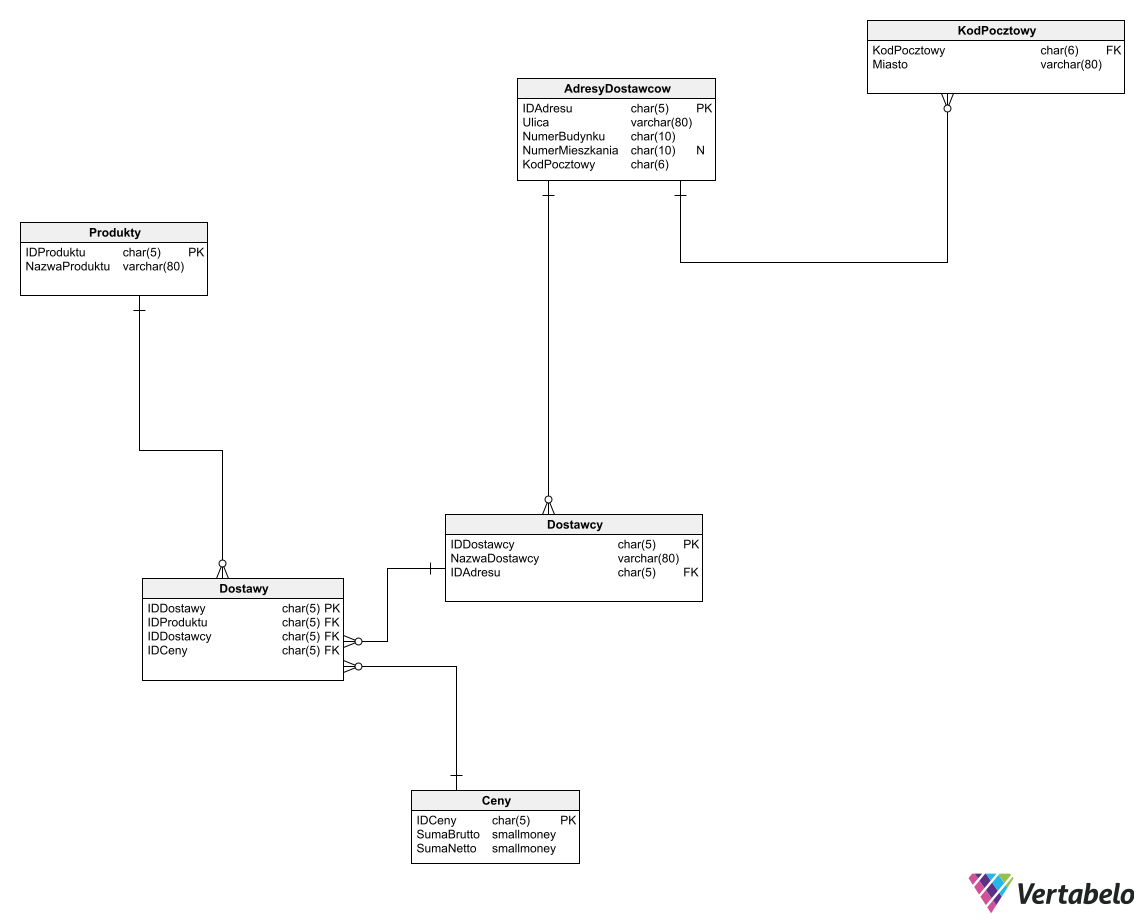 KodPocztowy
KodPocztowy char(6) FK
Miasto varchar(80)
AdresyDostawcow
IDAdresu char(5) PK
Ulica varchar(80)
NumerBudynku char(10)
NumerMieszkania char(10) N
KodPocztowy char(6)
Produkty
IDProduktu char(5) PK
NazwaProduktu varchar(80)
Dostawcy
IDDostawcy char(5) PK
NazwaDostawcy varchar(80)
IDAdresu char(5) FK
Dostawy
IDDostawy char(5) PK
IDProduktu char(5) FK
IDDostawcy char(5) FK
IDCeny char(5) FK
Ceny
IDCeny char(5) PK
SumaBrutto smallmoney
SumaNetto smallmoney
Vertabelo